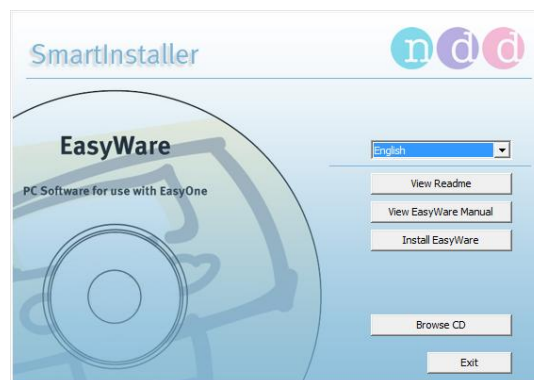 SmartInstaller
ndd
EasyWare
PC Software for use with EasyOne
English
View Readme
View EasyWare Manual
Install EasyWare
Browse CD
Exit